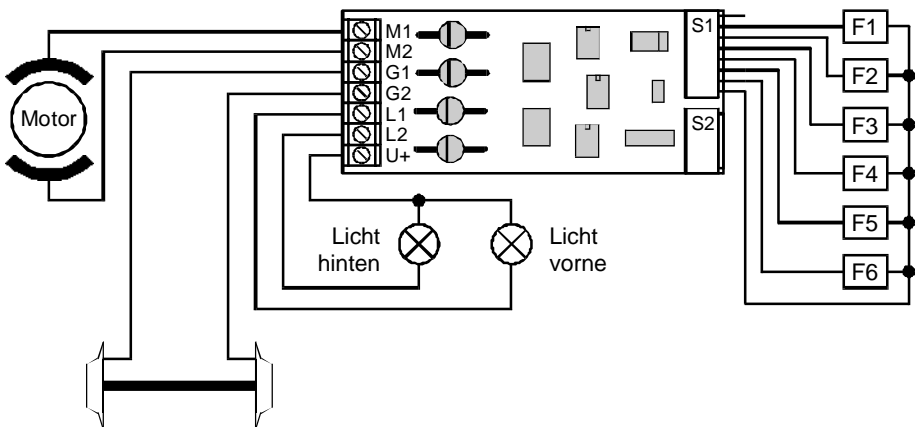 M1
M2
G1
G2
L1
L2
U+
S1
S2
Motor
Licht
hinten
Licht
vorne
F1
F2
F3
F4
F5
F6